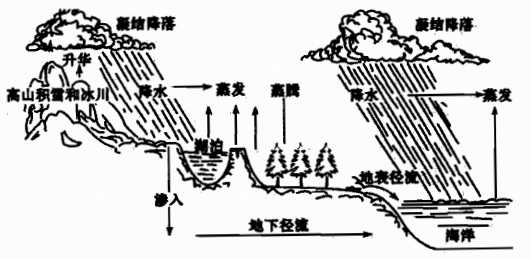 凝结降落
凝结降落
升华
高山积雪和冰川
降水
蒸发
蒸腾
降水
蒸发
湖泊
地表径流
渗入
地下径流
海洋